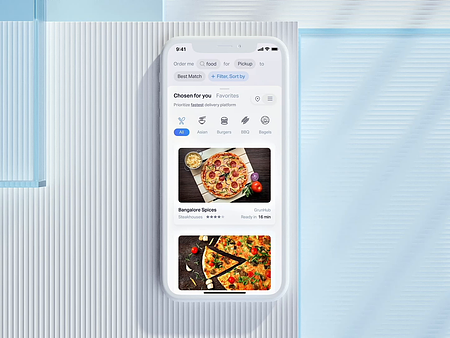 9:41
Order me food for Pickup to
Best Match + Filter, Sort by
Chosen for you Favorites
Prioritize fastest delivery platform
All Asian Burgers BBQ Bagels
Bangalore Spices GrubHub
Steakhouses Ready in 16 min